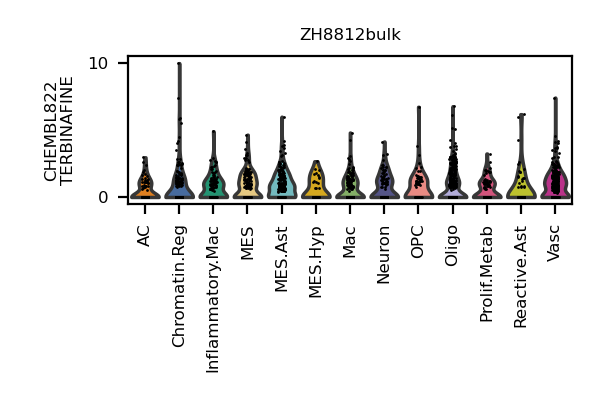 ZH8812bulk
CHEMBL822
TERBINAFINE
10
0
AC
Chromatin.Reg
Inflammatory.Mac
MES
MES.Ast
MES.Hyp
Mac
Neuron
OPC
Oligo
Prolif.Metab
Reactive.Ast
Vasc